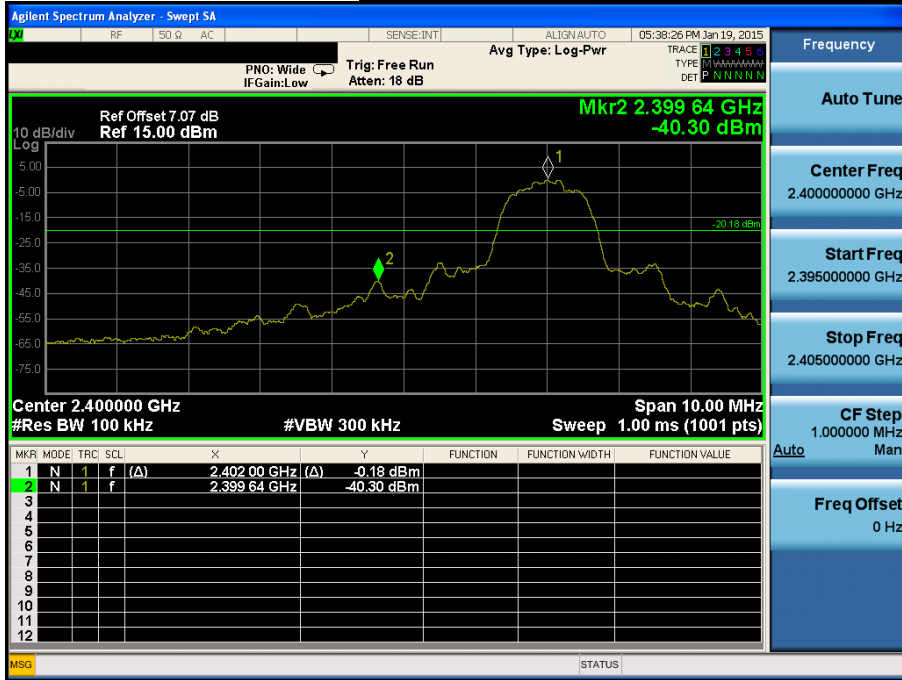 Agilent Spectrum Analyzer - Swept SA
LXI RF 50 Ω AC SENSE:INT ALIGN AUTO 05:38:26 PM Jan 19, 2015
Avg Type: Log-Pwr TRACE 1 2 3 4 5 6
PNO: Wide Trig: Free Run TYPE M
IFGain:Low Atten: 18 dB DET P N N N N N
Mkr2 2.399 64 GHz
-40.30 dBm
Ref Offset 7.07 dB
10 dB/div Ref 15.00 dBm
Log
5.00
-5.00
-15.0
-25.0
-35.0
-45.0
-55.0
-65.0
-75.0
1
-20.18 dBm
2
Center 2.400000 GHz Span 10.00 MHz
#Res BW 100 kHz #VBW 300 kHz Sweep 1.00 ms (1001 pts)
MKR MODE TRC SCL X Y FUNCTION FUNCTION WIDTH FUNCTION VALUE
1 N 1 f (Δ) 2.402 00 GHz (Δ) -0.18 dBm
2 N 1 f 2.399 64 GHz -40.30 dBm
3
4
5
6
7
8
9
10
11
12
MSG STATUS
Frequency
Auto Tune
Center Freq
2.400000000 GHz
Start Freq
2.395000000 GHz
Stop Freq
2.405000000 GHz
CF Step
1.000000 MHz
Auto Man
Freq Offset
0 Hz